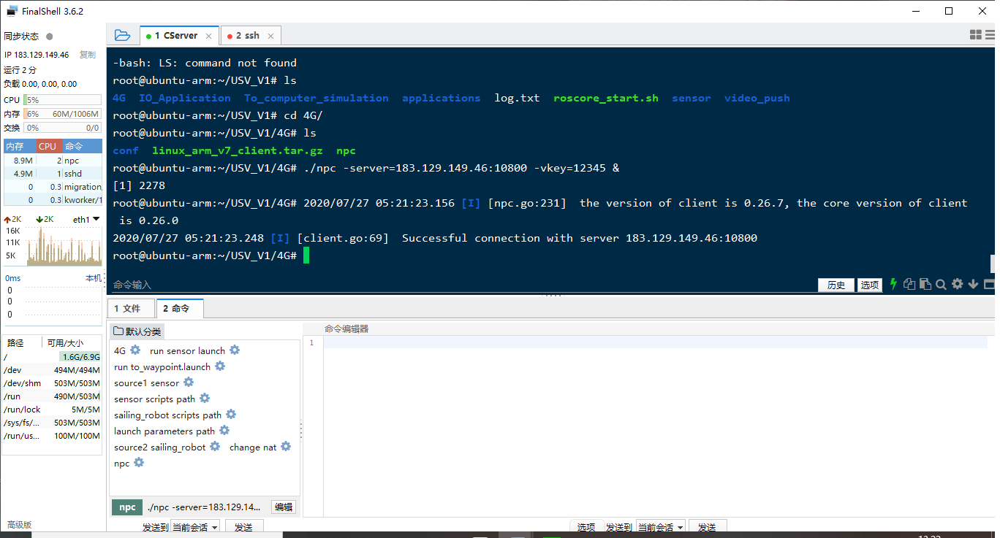 FinalShell 3.6.2
同步状态
1 CServer
2 ssh
IP 183.129.149.46 复制
运行 2 分
负载 0.00, 0.00, 0.00
CPU 5%
内存 6% 60M/1006M
交换 0% 0/0
内存 CPU 命令
8.9M 2 npc
4.9M 1 sshd
0 0.3 migration
0 0.3 kworker/1
2K 2K eth1
16K
11K
5K
0ms 本机
0
0
0
路径 可用/大小
/ 1.6G/6.9G
/dev 494M/494M
/dev/shm 503M/503M
/run 490M/503M
/run/lock 5M/5M
/sys/fs/... 503M/503M
/run/us... 100M/100M
高级版
-bash: LS: command not found
root@ubuntu-arm:~/USV_V1# ls
4G IO_Application To_computer_simulation applications log.txt roscore_start.sh sensor video_push
root@ubuntu-arm:~/USV_V1# cd 4G/
root@ubuntu-arm:~/USV_V1/4G# ls
conf linux_arm_v7_client.tar.gz npc
root@ubuntu-arm:~/USV_V1/4G# ./npc -server=183.129.149.46:10800 -vkey=12345 &
[1] 2278
root@ubuntu-arm:~/USV_V1/4G# 2020/07/27 05:21:23.156 [I] [npc.go:231] the version of client is 0.26.7, the core version of client
is 0.26.0
2020/07/27 05:21:23.248 [I] [client.go:69] Successful connection with server 183.129.149.46:10800
root@ubuntu-arm:~/USV_V1/4G#
命令输入
历史 选项
1 文件 2 命令
默认分类
4G run sensor launch
run to_waypoint.launch
source1 sensor
sensor scripts path
sailing_robot scripts path
launch parameters path
source2 sailing_robot change nat
npc
npc ./npc -server=183.129.14... 编辑
发送到 当前会话 发送
命令编辑器
1
选项 发送到 当前会话 发送